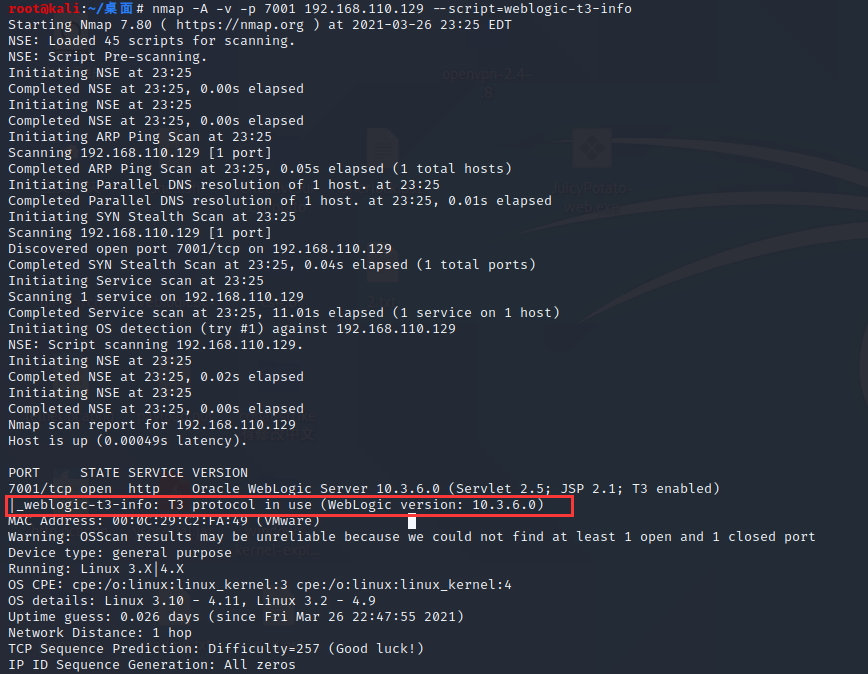 root@kali:~/桌面# nmap -A -v -p 7001 192.168.110.129 --script=weblogic-t3-info
Starting Nmap 7.80 ( https://nmap.org ) at 2021-03-26 23:25 EDT
NSE: Loaded 45 scripts for scanning.
NSE: Script Pre-scanning.
Initiating NSE at 23:25
Completed NSE at 23:25, 0.00s elapsed
Initiating NSE at 23:25
Completed NSE at 23:25, 0.00s elapsed
Initiating ARP Ping Scan at 23:25
Scanning 192.168.110.129 [1 port]
Completed ARP Ping Scan at 23:25, 0.05s elapsed (1 total hosts)
Initiating Parallel DNS resolution of 1 host. at 23:25
Completed Parallel DNS resolution of 1 host. at 23:25, 0.01s elapsed
Initiating SYN Stealth Scan at 23:25
Scanning 192.168.110.129 [1 port]
Discovered open port 7001/tcp on 192.168.110.129
Completed SYN Stealth Scan at 23:25, 0.04s elapsed (1 total ports)
Initiating Service scan at 23:25
Scanning 1 service on 192.168.110.129
Completed Service scan at 23:25, 11.01s elapsed (1 service on 1 host)
Initiating OS detection (try #1) against 192.168.110.129
NSE: Script scanning 192.168.110.129.
Initiating NSE at 23:25
Completed NSE at 23:25, 0.02s elapsed
Initiating NSE at 23:25
Completed NSE at 23:25, 0.00s elapsed
Nmap scan report for 192.168.110.129
Host is up (0.00049s latency).
PORT     STATE SERVICE VERSION
7001/tcp open  http    Oracle WebLogic Server 10.3.6.0 (Servlet 2.5; JSP 2.1; T3 enabled)
|_weblogic-t3-info: T3 protocol in use (WebLogic version: 10.3.6.0)
MAC Address: 00:0C:29:C2:FA:49 (VMware)
Warning: OSScan results may be unreliable because we could not find at least 1 open and 1 closed port
Device type: general purpose
Running: Linux 3.X|4.X
OS CPE: cpe:/o:linux:linux_kernel:3 cpe:/o:linux:linux_kernel:4
OS details: Linux 3.10 - 4.11, Linux 3.2 - 4.9
Uptime guess: 0.026 days (since Fri Mar 26 22:47:55 2021)
Network Distance: 1 hop
TCP Sequence Prediction: Difficulty=257 (Good luck!)
IP ID Sequence Generation: All zeros